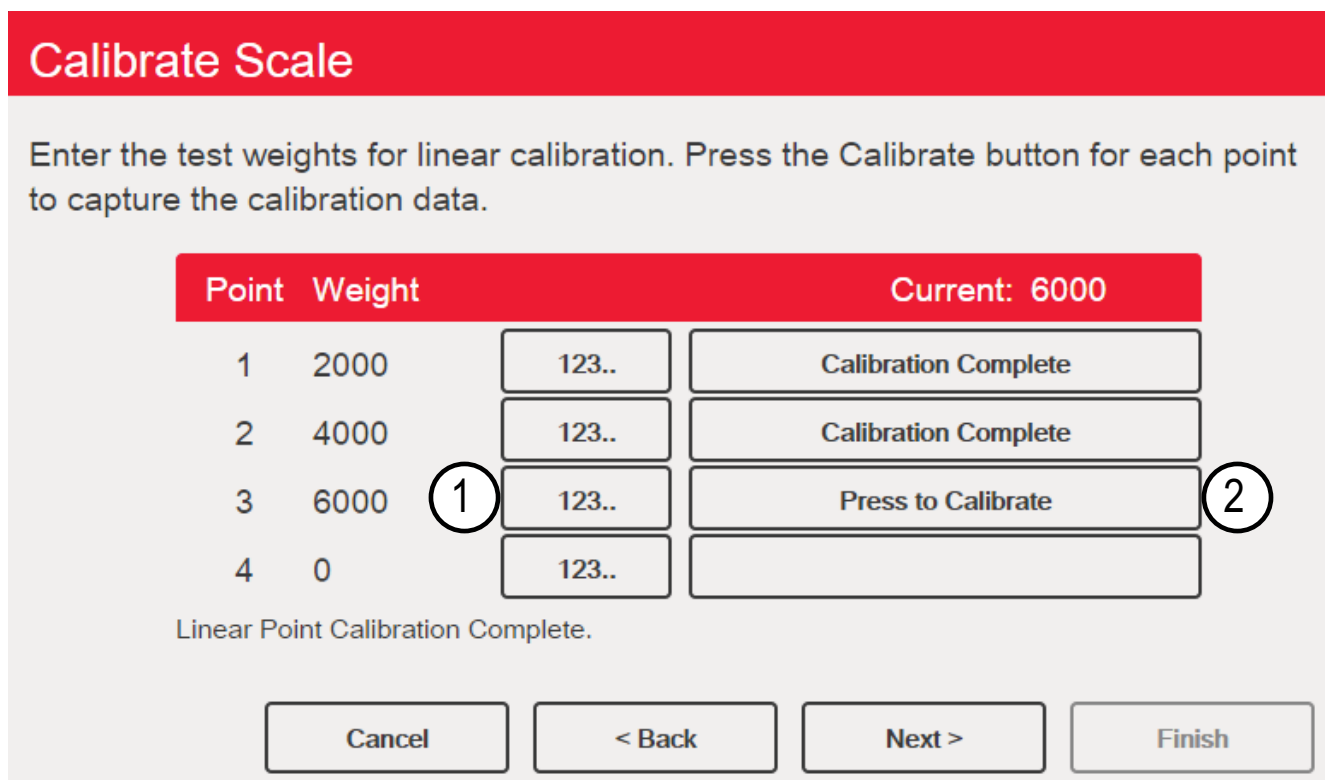 Calibrate Scale
Enter the test weights for linear calibration. Press the Calibrate button for each point
to capture the calibration data.
Point Weight Current: 6000
1 2000 123.. Calibration Complete
2 4000 123.. Calibration Complete
3 6000 1 123.. Press to Calibrate 2
4 0 123..
Linear Point Calibration Complete.
Cancel < Back Next > Finish